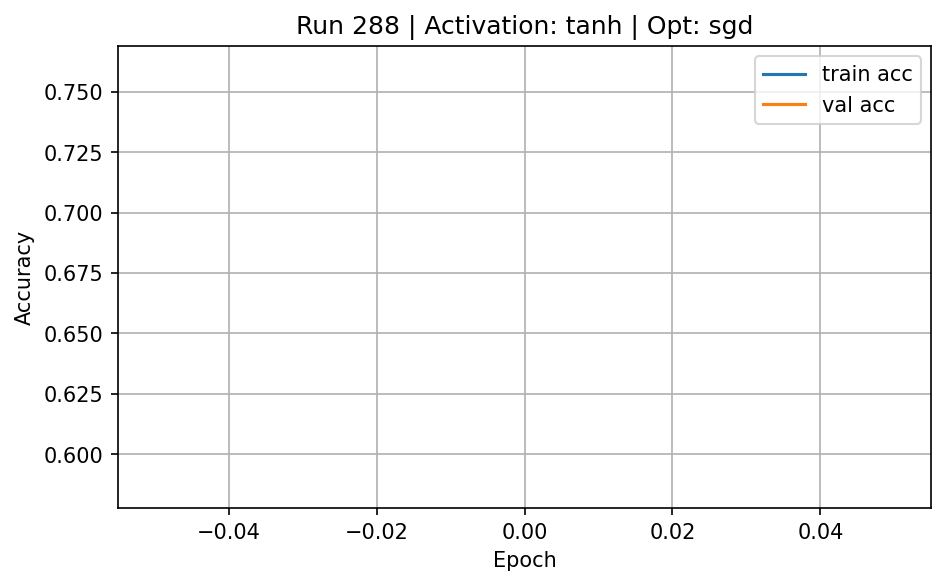 Run 288 | Activation: tanh | Opt: sgd
train acc
val acc
0.750
0.725
0.700
0.675
0.650
0.625
0.600
Accuracy
−0.04
−0.02
0.00
0.02
0.04
Epoch